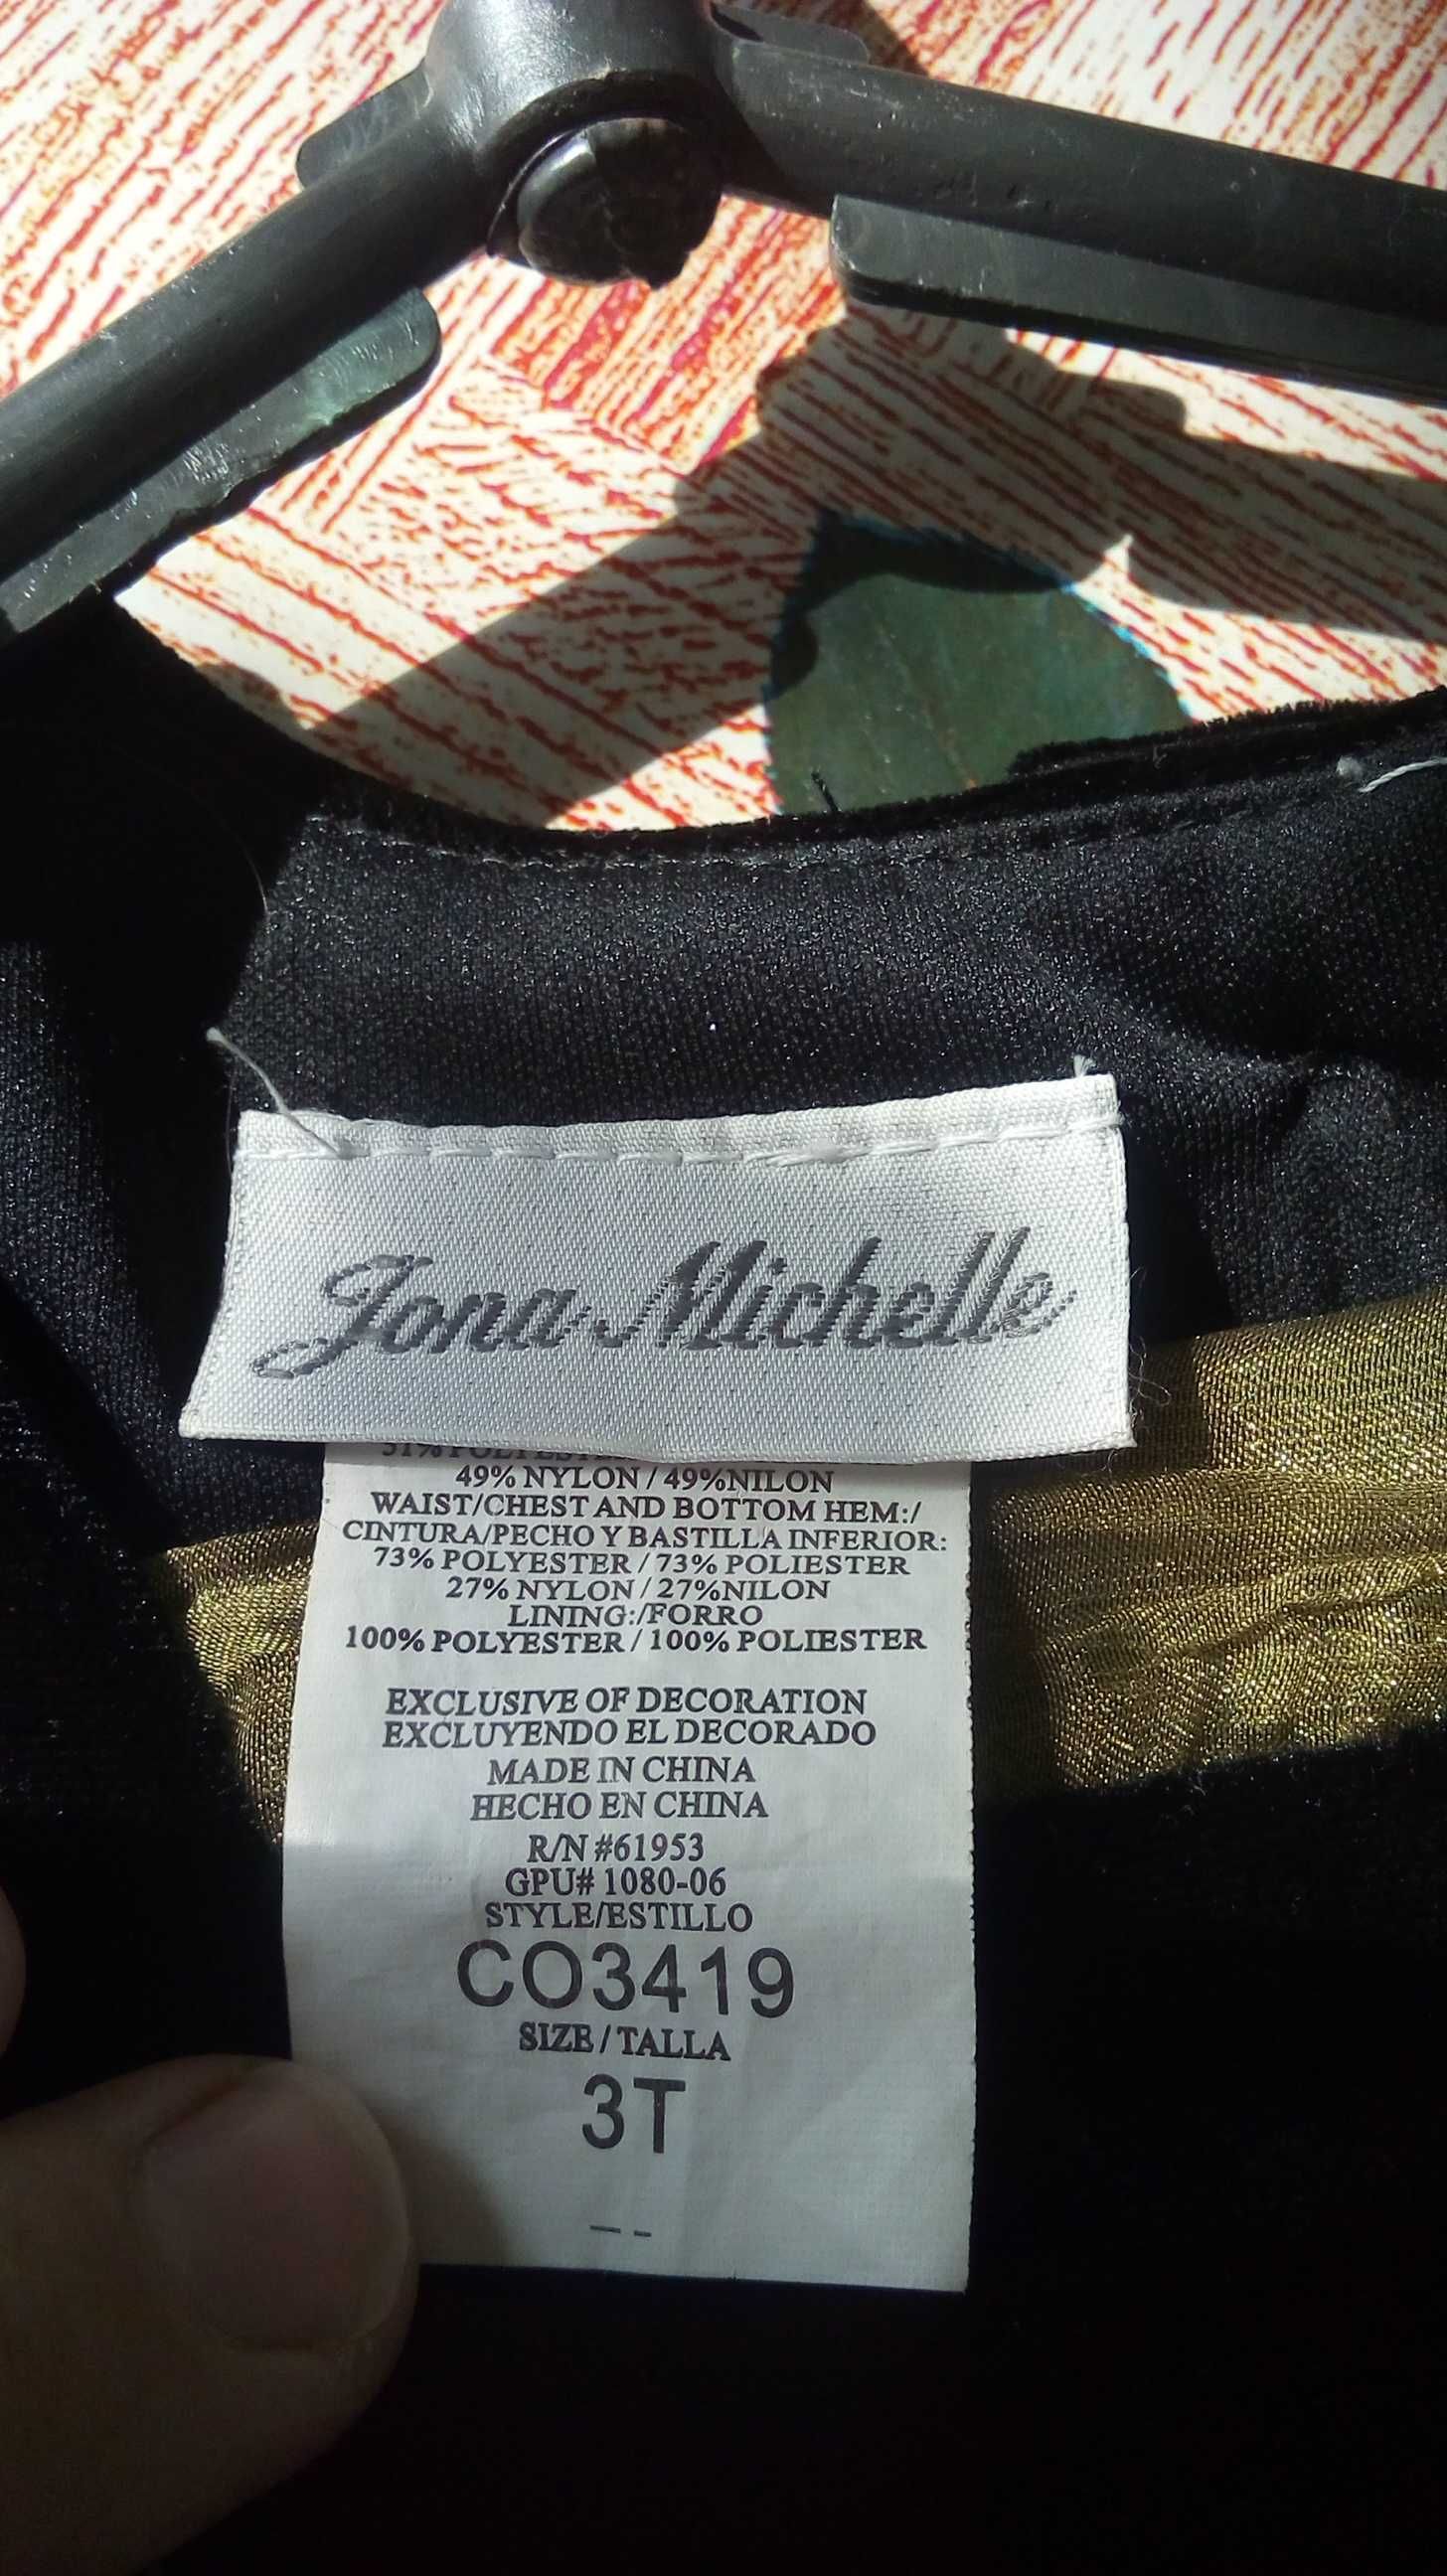 Jona Michelle
51% POLYESTER
49% NYLON / 49%NILON
WAIST/CHEST AND BOTTOM HEM:/
CINTURA/PECHO Y BASTILLA INFERIOR:
73% POLYESTER / 73% POLIESTER
27% NYLON / 27%NILON
LINING:/FORRO
100% POLYESTER / 100% POLIESTER
EXCLUSIVE OF DECORATION
EXCLUYENDO EL DECORADO
MADE IN CHINA
HECHO EN CHINA
R/N #61953
GPU# 1080-06
STYLE/ESTILLO
CO3419
SIZE / TALLA
3T
– -